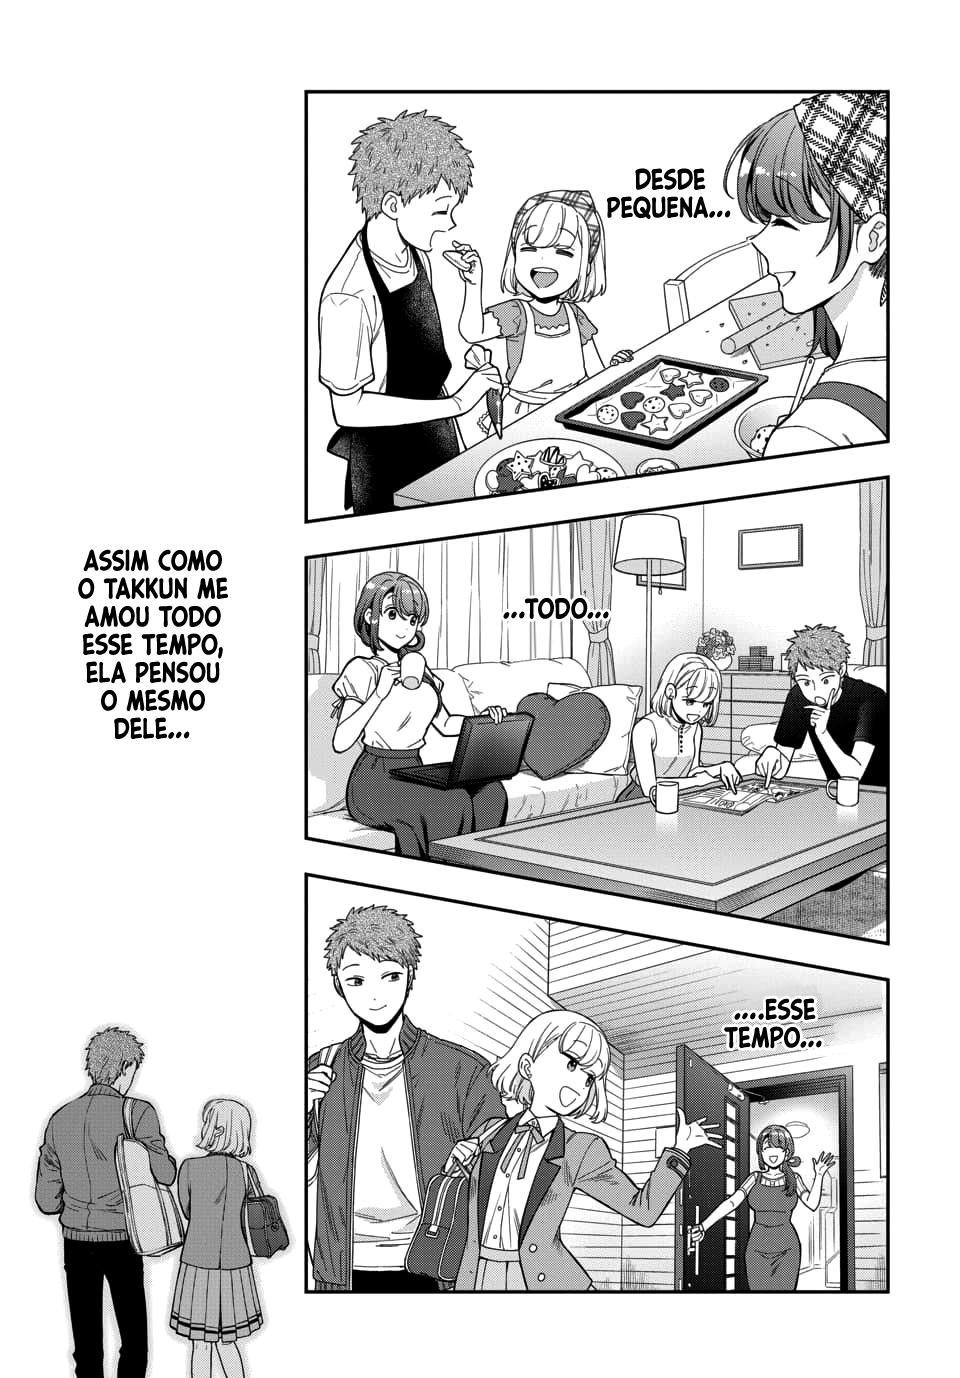 DESDE
PEQUENA...
...TODO...
....ESSE
TEMPO...
ASSIM COMO
O TAKKUN ME
AMOU TODO
ESSE TEMPO,
ELA PENSOU
O MESMO
DELE...